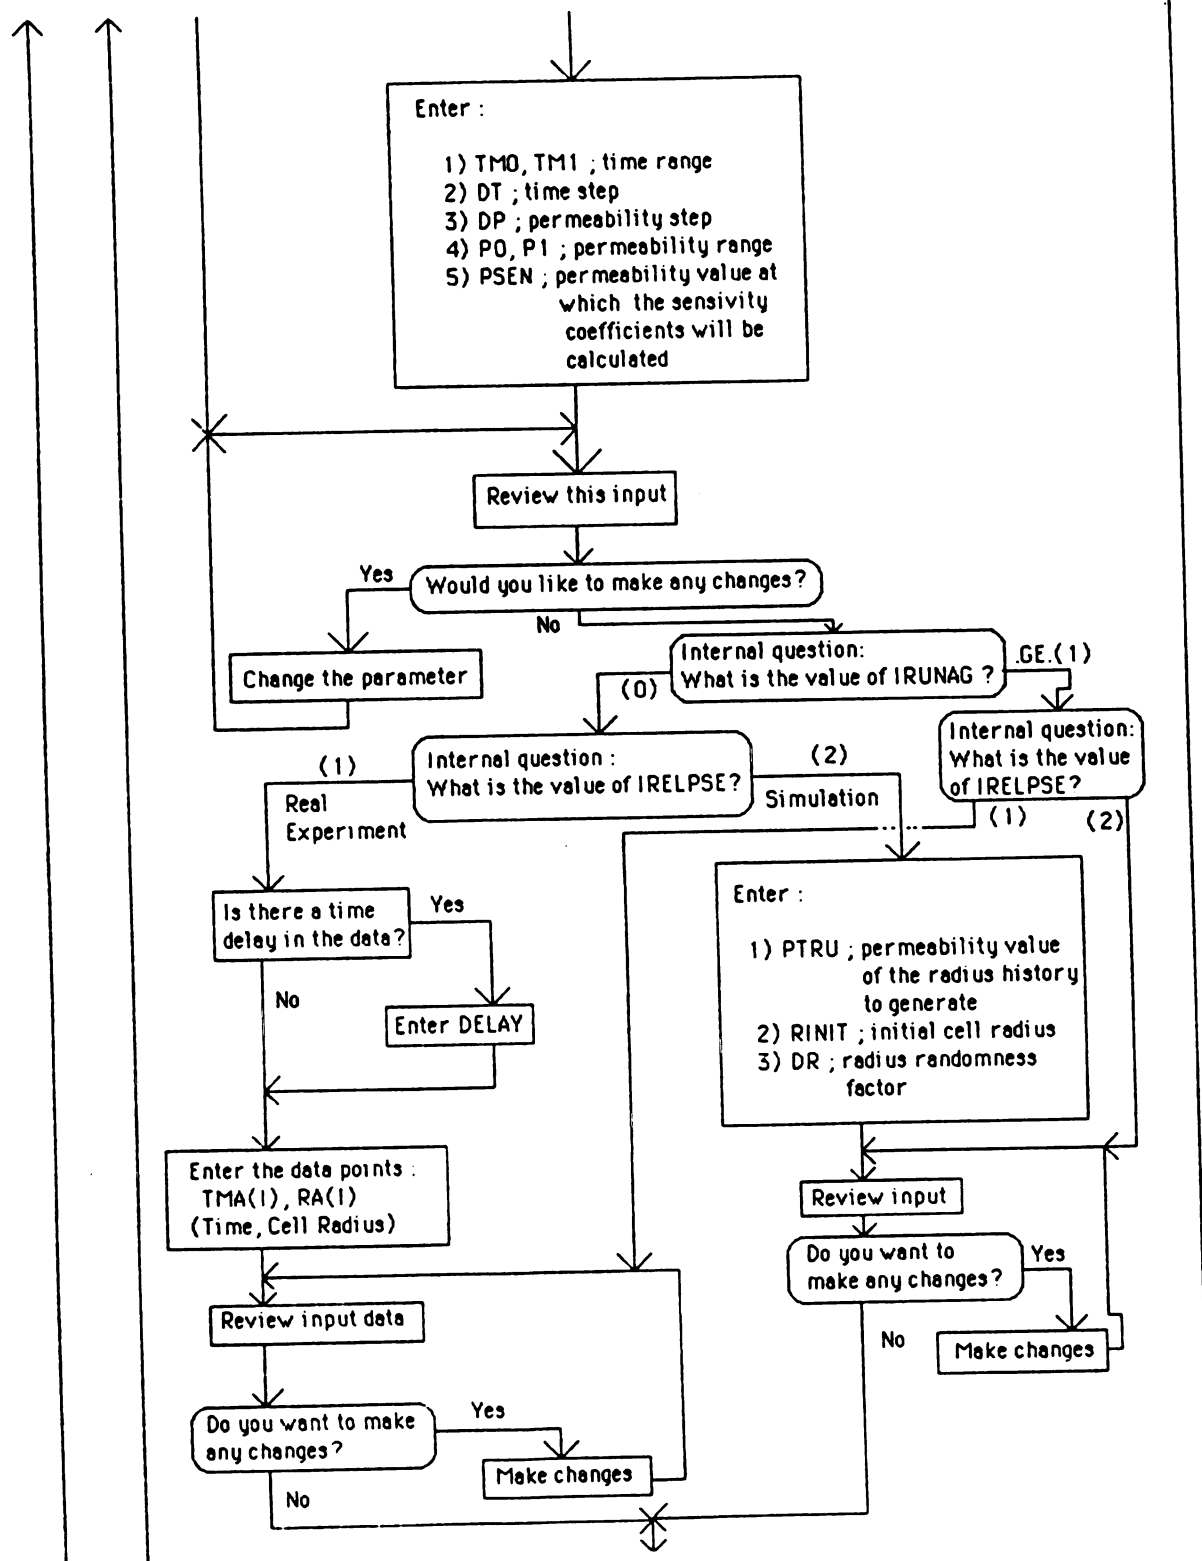 Enter :
1) TM0, TM1 ; time range
2) DT ; time step
3) DP ; permeability step
4) P0, P1 ; permeability range
5) PSEN ; permeability value at
which the sensivity
coefficients will be
calculated
Review this input
Yes
Would you like to make any changes?
No
Change the parameter
Internal question:
What is the value of IRUNAG ?
.GE.(1)
(0)
Internal question:
What is the value
of IRELPSE?
(1)
(2)
Internal question :
What is the value of IRELPSE?
(1)
Real
Experiment
(2)
Simulation
Is there a time
delay in the data?
Yes
No
Enter DELAY
Enter :
1) PTRU ; permeability value
of the radius history
to generate
2) RINIT ; initial cell radius
3) DR ; radius randomness
factor
Enter the data points :
TMA(I), RA(I)
(Time, Cell Radius)
Review input
Do you want to
make any changes?
Yes
No
Make changes
Review input data
Do you want to make
any changes?
Yes
Make changes
No